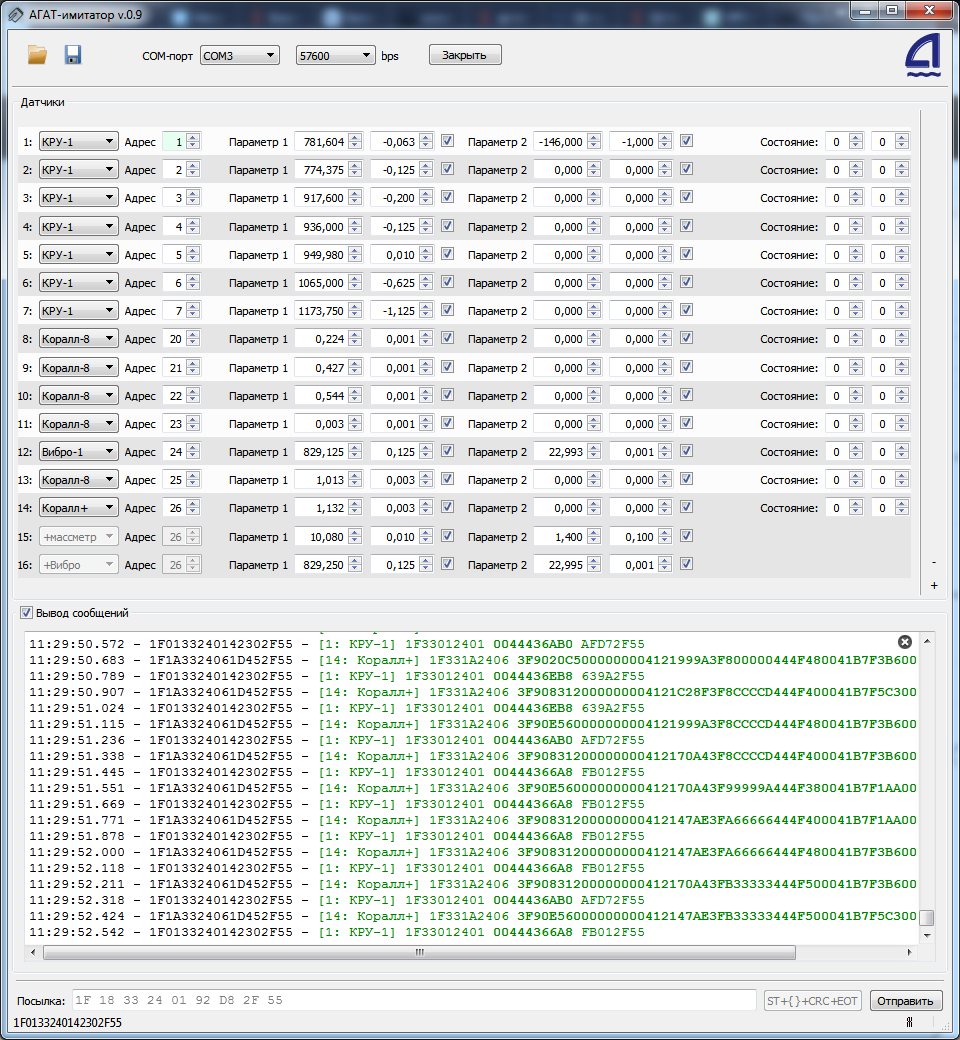 АГАТ-имитатор v.0.9
COM-порт COM3 57600 bps Закрыть
Датчики
1: КРУ-1 Адрес 1 Параметр 1 781,604 -0,063 Параметр 2 -146,000 -1,000 Состояние: 0 0
2: КРУ-1 Адрес 2 Параметр 1 774,375 -0,125 Параметр 2 0,000 0,000 Состояние: 0 0
3: КРУ-1 Адрес 3 Параметр 1 917,600 -0,200 Параметр 2 0,000 0,000 Состояние: 0 0
4: КРУ-1 Адрес 4 Параметр 1 936,000 -0,125 Параметр 2 0,000 0,000 Состояние: 0 0
5: КРУ-1 Адрес 5 Параметр 1 949,980 0,010 Параметр 2 0,000 0,000 Состояние: 0 0
6: КРУ-1 Адрес 6 Параметр 1 1065,000 -0,625 Параметр 2 0,000 0,000 Состояние: 0 0
7: КРУ-1 Адрес 7 Параметр 1 1173,750 -1,125 Параметр 2 0,000 0,000 Состояние: 0 0
8: Коралл-8 Адрес 20 Параметр 1 0,224 0,001 Параметр 2 0,000 0,000 Состояние: 0 0
9: Коралл-8 Адрес 21 Параметр 1 0,427 0,001 Параметр 2 0,000 0,000 Состояние: 0 0
10: Коралл-8 Адрес 22 Параметр 1 0,544 0,001 Параметр 2 0,000 0,000 Состояние: 0 0
11: Коралл-8 Адрес 23 Параметр 1 0,003 0,001 Параметр 2 0,000 0,000 Состояние: 0 0
12: Вибро-1 Адрес 24 Параметр 1 829,125 0,125 Параметр 2 22,993 0,001 Состояние: 0 0
13: Коралл-8 Адрес 25 Параметр 1 1,013 0,003 Параметр 2 0,000 0,000 Состояние: 0 0
14: Коралл+ Адрес 26 Параметр 1 1,132 0,003 Параметр 2 0,000 0,000 Состояние: 0 0
15: +массметр Адрес 26 Параметр 1 10,080 0,010 Параметр 2 1,400 0,100
16: +Вибро Адрес 26 Параметр 1 829,250 0,125 Параметр 2 22,995 0,001
-
+
Вывод сообщений
11:29:50.572 - 1F0133240142302F55 - [1: КРУ-1] 1F33012401 0044436AB0 AFD72F55
11:29:50.683 - 1F1A3324061D452F55 - [14: Коралл+] 1F331A2406 3F9020C5000000004121999A3F800000444F480041B7F3B600
11:29:50.789 - 1F0133240142302F55 - [1: КРУ-1] 1F33012401 0044436EB8 639A2F55
11:29:50.907 - 1F1A3324061D452F55 - [14: Коралл+] 1F331A2406 3F908312000000004121C28F3F8CCCCD444F400041B7F5C300
11:29:51.024 - 1F0133240142302F55 - [1: КРУ-1] 1F33012401 0044436EB8 639A2F55
11:29:51.115 - 1F1A3324061D452F55 - [14: Коралл+] 1F331A2406 3F90E560000000004121999A3F8CCCCD444F480041B7F3B600
11:29:51.236 - 1F0133240142302F55 - [1: КРУ-1] 1F33012401 0044436AB0 AFD72F55
11:29:51.338 - 1F1A3324061D452F55 - [14: Коралл+] 1F331A2406 3F90831200000000412170A43F8CCCCD444F400041B7F3B600
11:29:51.445 - 1F0133240142302F55 - [1: КРУ-1] 1F33012401 00444366A8 FB012F55
11:29:51.551 - 1F1A3324061D452F55 - [14: Коралл+] 1F331A2406 3F90E56000000000412170A43F99999A444F380041B7F1AA00
11:29:51.669 - 1F0133240142302F55 - [1: КРУ-1] 1F33012401 00444366A8 FB012F55
11:29:51.771 - 1F1A3324061D452F55 - [14: Коралл+] 1F331A2406 3F90831200000000412147AE3FA66666444F400041B7F1AA00
11:29:51.878 - 1F0133240142302F55 - [1: КРУ-1] 1F33012401 00444366A8 FB012F55
11:29:52.000 - 1F1A3324061D452F55 - [14: Коралл+] 1F331A2406 3F90831200000000412147AE3FA66666444F480041B7F3B600
11:29:52.118 - 1F0133240142302F55 - [1: КРУ-1] 1F33012401 00444366A8 FB012F55
11:29:52.211 - 1F1A3324061D452F55 - [14: Коралл+] 1F331A2406 3F90831200000000412170A43FB33333444F500041B7F3B600
11:29:52.318 - 1F0133240142302F55 - [1: КРУ-1] 1F33012401 0044436AB0 AFD72F55
11:29:52.424 - 1F1A3324061D452F55 - [14: Коралл+] 1F331A2406 3F90E56000000000412147AE3FB33333444F500041B7F5C300
11:29:52.542 - 1F0133240142302F55 - [1: КРУ-1] 1F33012401 00444366A8 FB012F55
Посылка: 1F 18 33 24 01 92 D8 2F 55 ST+{}+CRC+EOT Отправить
1F0133240142302F55